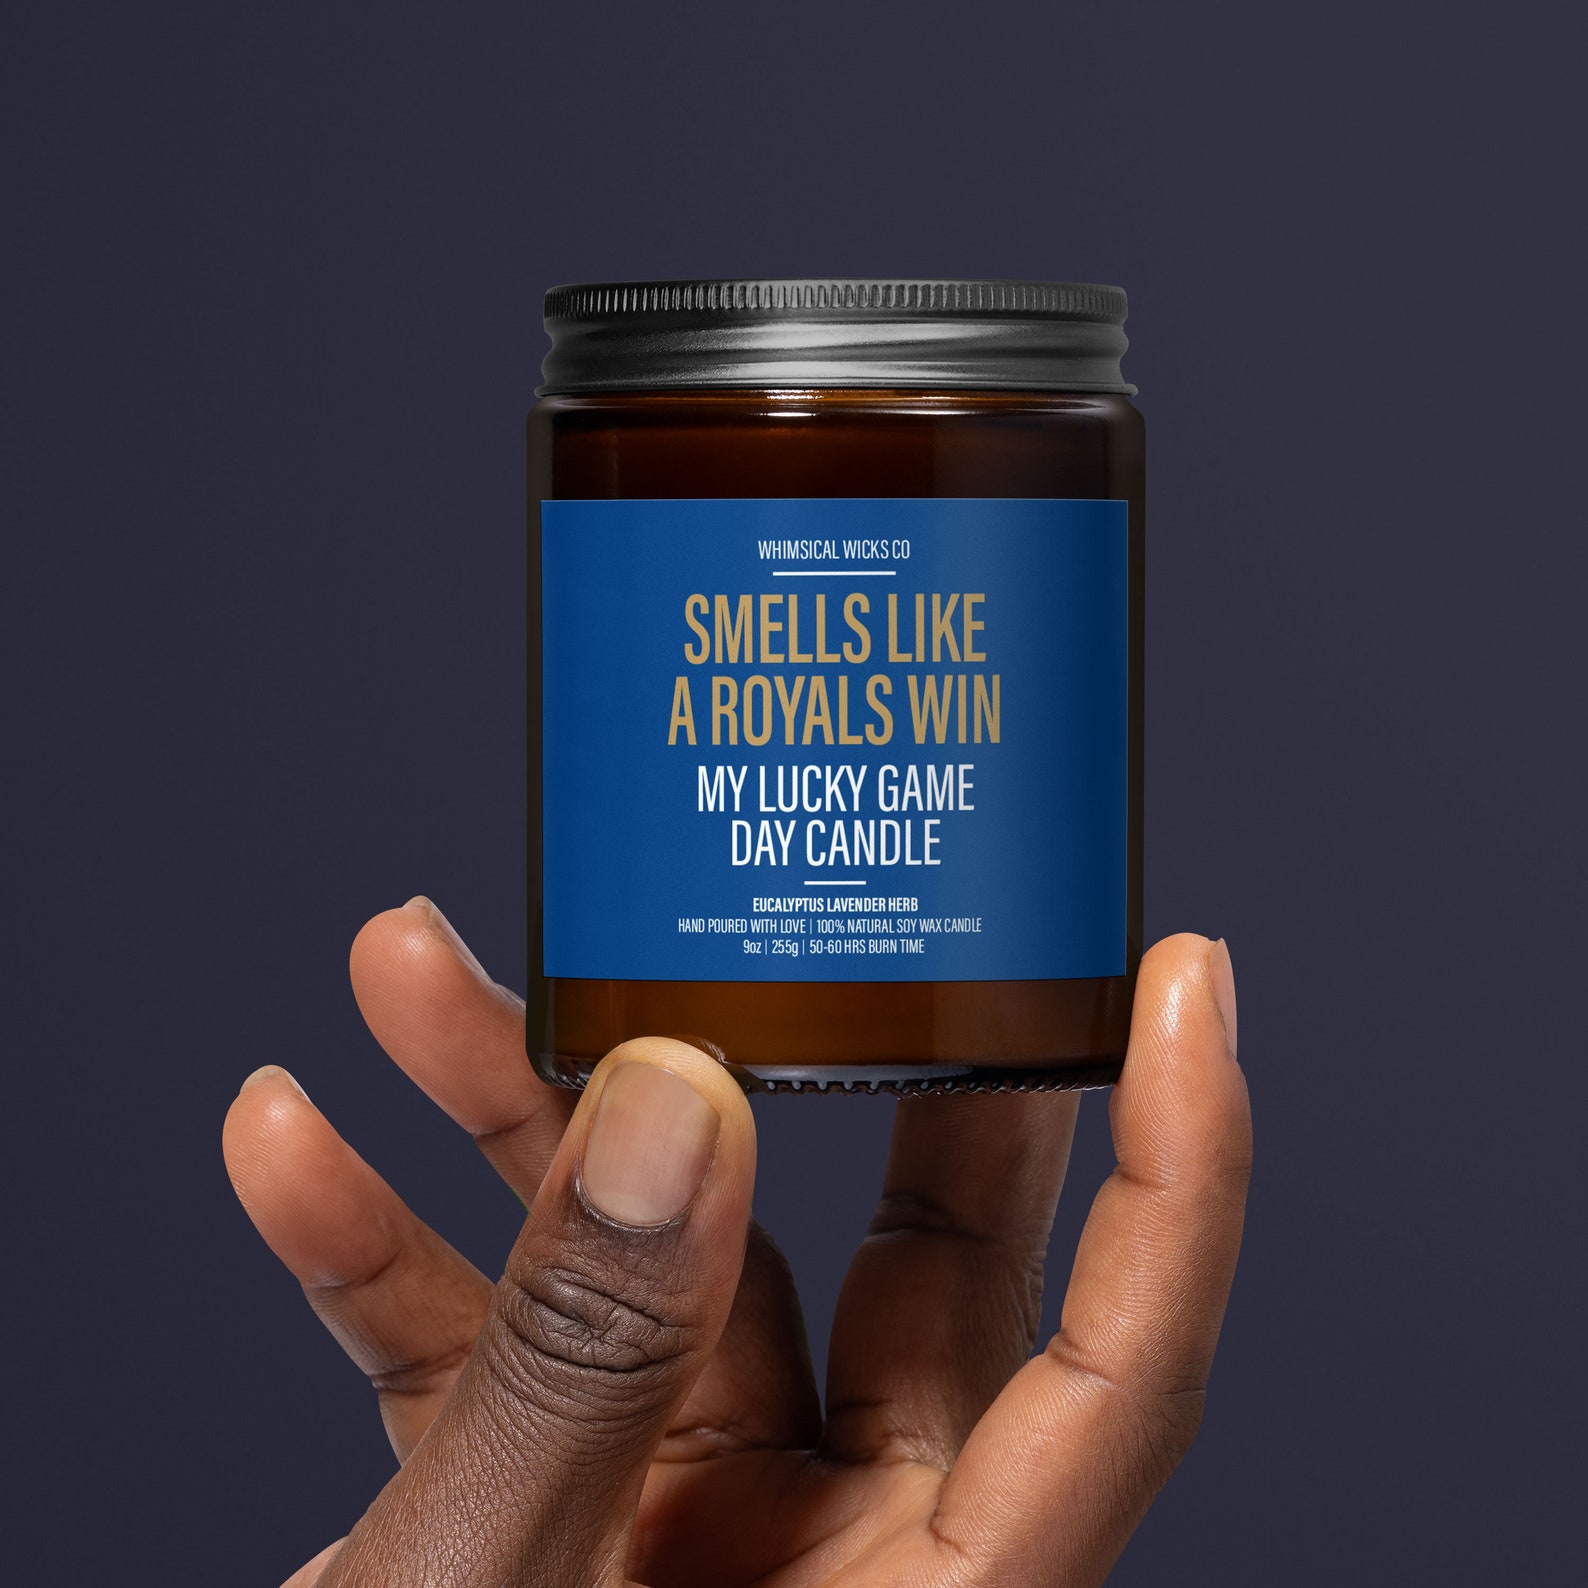 WHIMSICAL WICKS CO
SMELLS LIKE
A ROYALS WIN
MY LUCKY GAME
DAY CANDLE
EUCALYPTUS LAVENDER HERB
HAND POURED WITH LOVE | 100% NATURAL SOY WAX CANDLE
9oz | 255g | 50-60 HRS BURN TIME